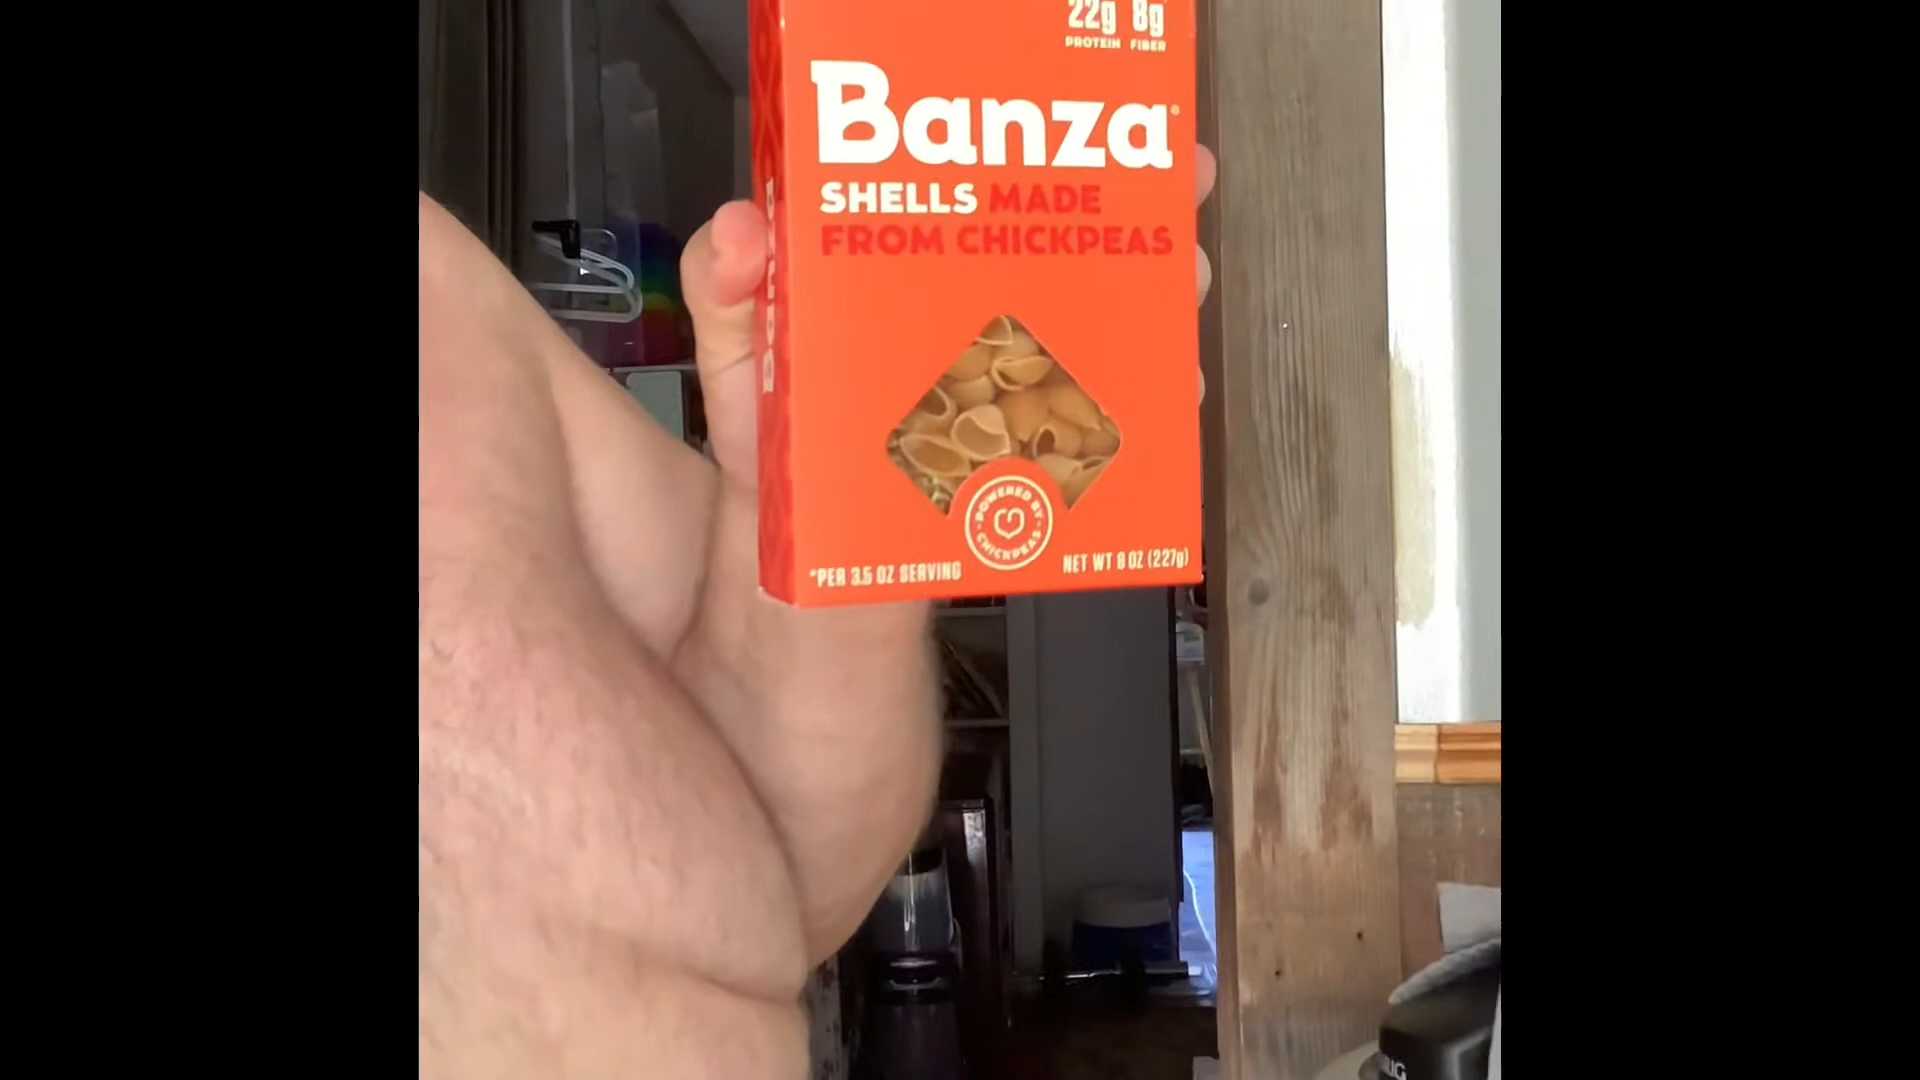 22g 8g
PROTEIN FIBER
Banza®
SHELLS MADE
FROM CHICKPEAS
Banza
POWERED BY
CHICKPEAS
*PER 3.5 OZ SERVING
NET WT 8 OZ (227g)